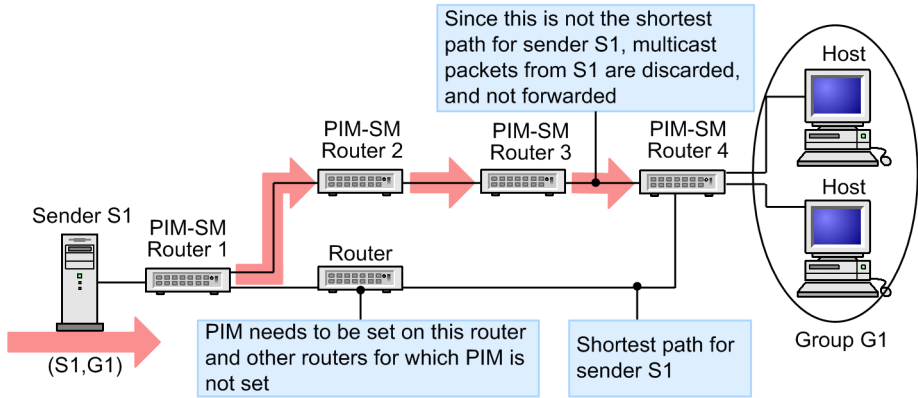 Since this is not the shortest
path for sender S1, multicast
packets from S1 are discarded,
and not forwarded
Host
PIM-SM
Router 2
PIM-SM
Router 3
PIM-SM
Router 4
Host
Sender S1
PIM-SM
Router 1
Router
PIM needs to be set on this router
and other routers for which PIM is
not set
Shortest path for
sender S1
Group G1
(S1,G1)